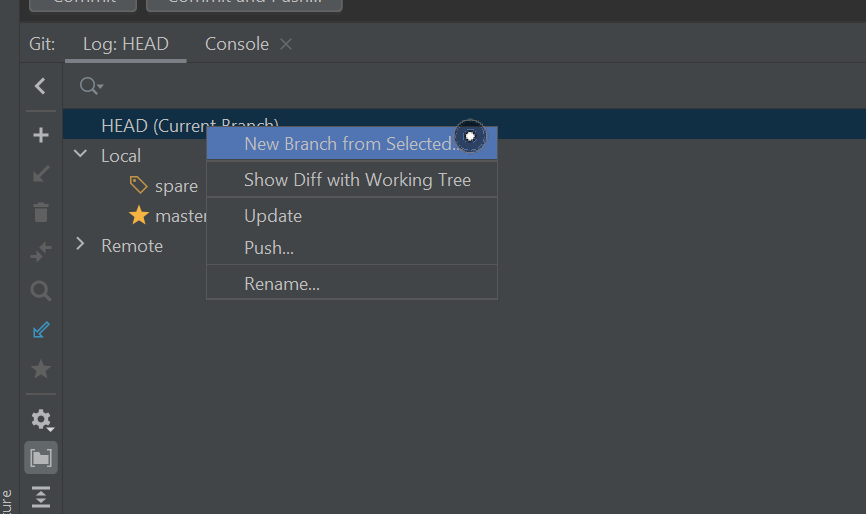 Commit
Commit and Push...
Git:
Log: HEAD
Console
HEAD (Current Branch)
New Branch from Selected...
Local
Show Diff with Working Tree
spare
master
Update
Remote
Push...
Rename...
ure